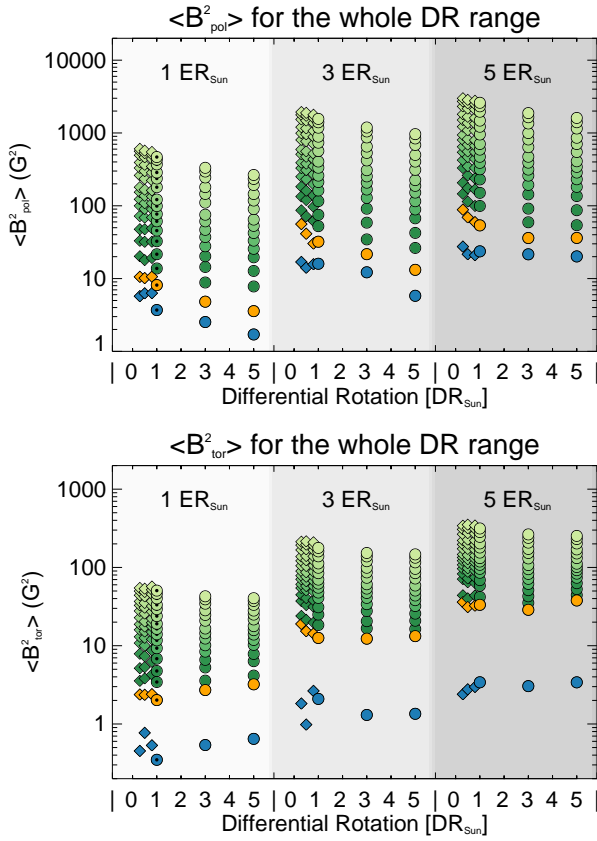 <B²pol> for the whole DR range
1 ERSun 3 ERSun 5 ERSun
10000
1000
100
10
1
<B²pol> (G²)
| 0 1 2 3 4 5 | 0 1 2 3 4 5 | 0 1 2 3 4 5 |
Differential Rotation [DRSun]
<B²tor> for the whole DR range
1 ERSun 3 ERSun 5 ERSun
1000
100
10
1
<B²tor> (G²)
| 0 1 2 3 4 5 | 0 1 2 3 4 5 | 0 1 2 3 4 5 |
Differential Rotation [DRSun]